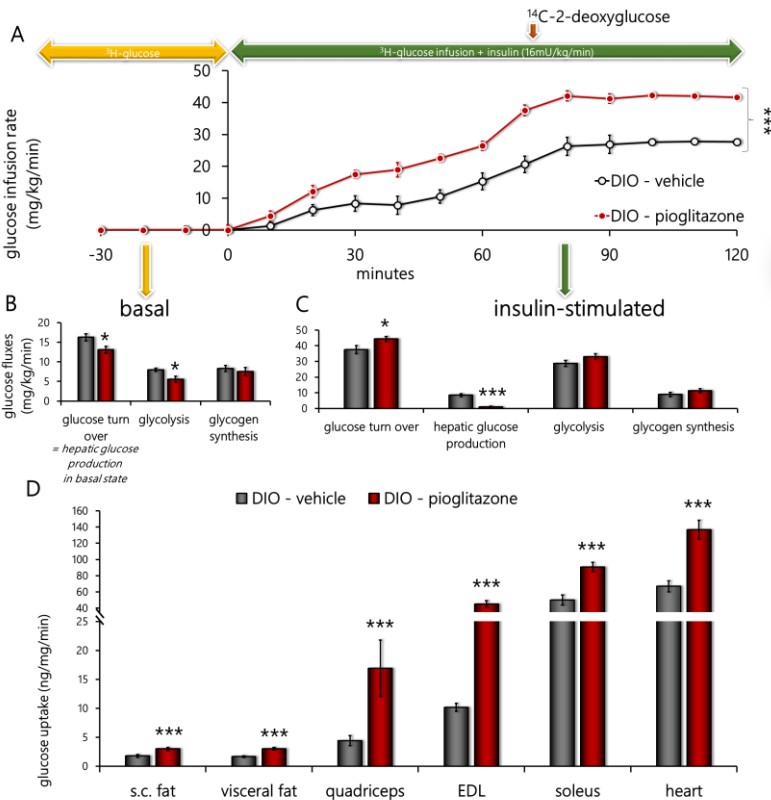 ¹⁴C-2-deoxyglucose
A
³H-glucose
³H-glucose infusion + insulin (16mU/kg/min)
glucose infusion rate
(mg/kg/min)
50
40
30
20
10
0
***
DIO - vehicle
DIO - pioglitazone
-30
0
30
60
90
120
minutes
B
basal
C
insulin-stimulated
glucose fluxes
(mg/kg/min)
20
15
10
5
0
*
*
glucose turn
over
glycolysis
glycogen
synthesis
= hepatic glucose
production
in basal state
50
40
30
20
10
0
*
***
glucose turn over
hepatic glucose
production
glycolysis
glycogen synthesis
D
DIO - vehicle
DIO - pioglitazone
glucose uptake (ng/mg/min)
160
140
120
100
80
60
40
25
20
15
10
5
0
***
***
***
***
***
***
s.c. fat
visceral fat
quadriceps
EDL
soleus
heart